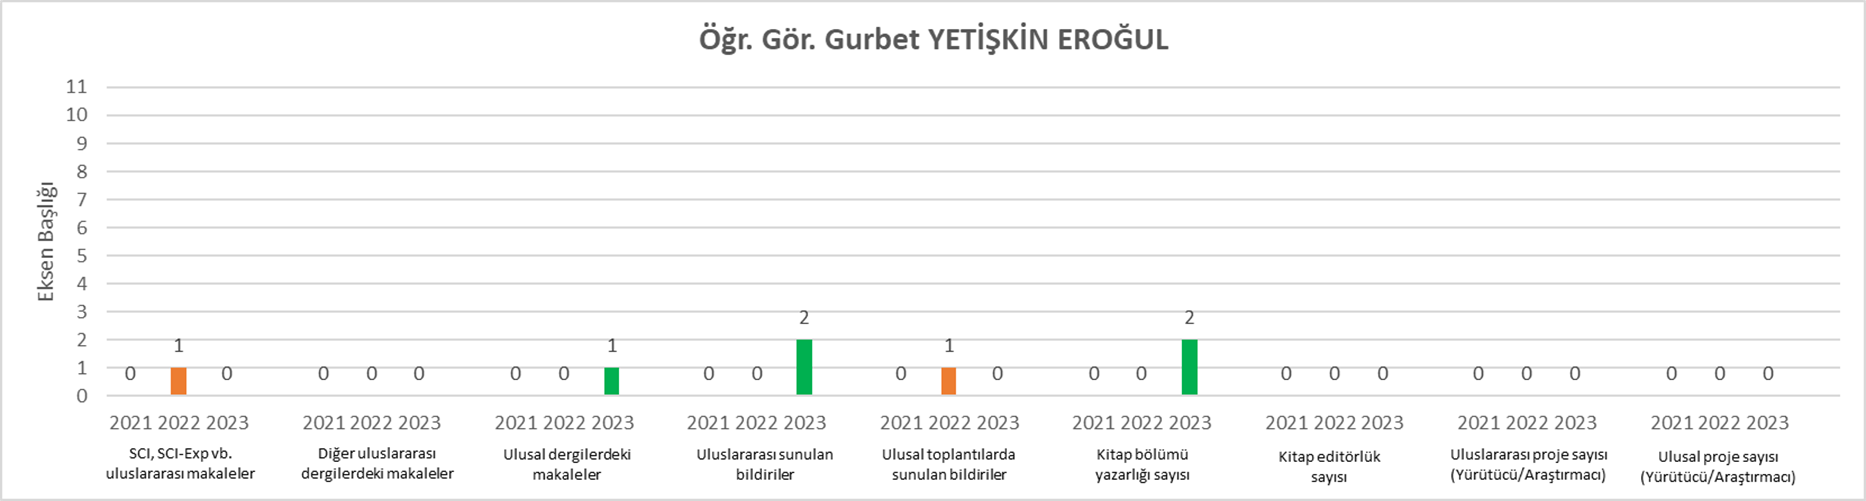 Öğr. Gör. Gurbet YETİŞKİN EROĞUL
11
10
9
8
7
6
5
4
3
2
1
0
Eksen Başlığı
0 1 0 0 0 0 0 0 1 0 0 2 0 1 0 0 0 2 0 0 0 0 0 0 0 0 0
2021 2022 2023 2021 2022 2023 2021 2022 2023 2021 2022 2023 2021 2022 2023 2021 2022 2023 2021 2022 2023 2021 2022 2023 2021 2022 2023
SCI, SCI-Exp vb.
uluslararası makaleler
Diğer uluslararası
dergilerdeki makaleler
Ulusal dergilerdeki
makaleler
Uluslararası sunulan
bildiriler
Ulusal toplantılarda
sunulan bildiriler
Kitap bölümü
yazarlığı sayısı
Kitap editörlük
sayısı
Uluslararası proje sayısı
(Yürütücü/Araştırmacı)
Ulusal proje sayısı
(Yürütücü/Araştırmacı)